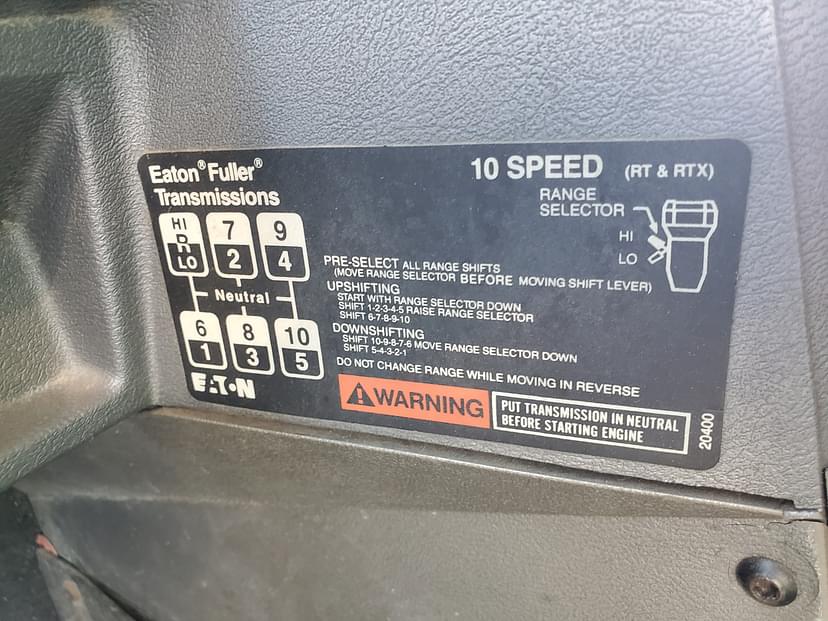 Eaton® Fuller®
Transmissions
10 SPEED (RT & RTX)
RANGE
SELECTOR
HI
LO
HI 7 9
R
LO 2 4
Neutral
6 8 10
1 3 5
EATON
PRE-SELECT ALL RANGE SHIFTS
(MOVE RANGE SELECTOR BEFORE MOVING SHIFT LEVER)
UPSHIFTING
START WITH RANGE SELECTOR DOWN
SHIFT 1-2-3-4-5 RAISE RANGE SELECTOR
SHIFT 6-7-8-9-10
DOWNSHIFTING
SHIFT 10-9-8-7-6 MOVE RANGE SELECTOR DOWN
SHIFT 5-4-3-2-1
DO NOT CHANGE RANGE WHILE MOVING IN REVERSE
WARNING
PUT TRANSMISSION IN NEUTRAL
BEFORE STARTING ENGINE
20400